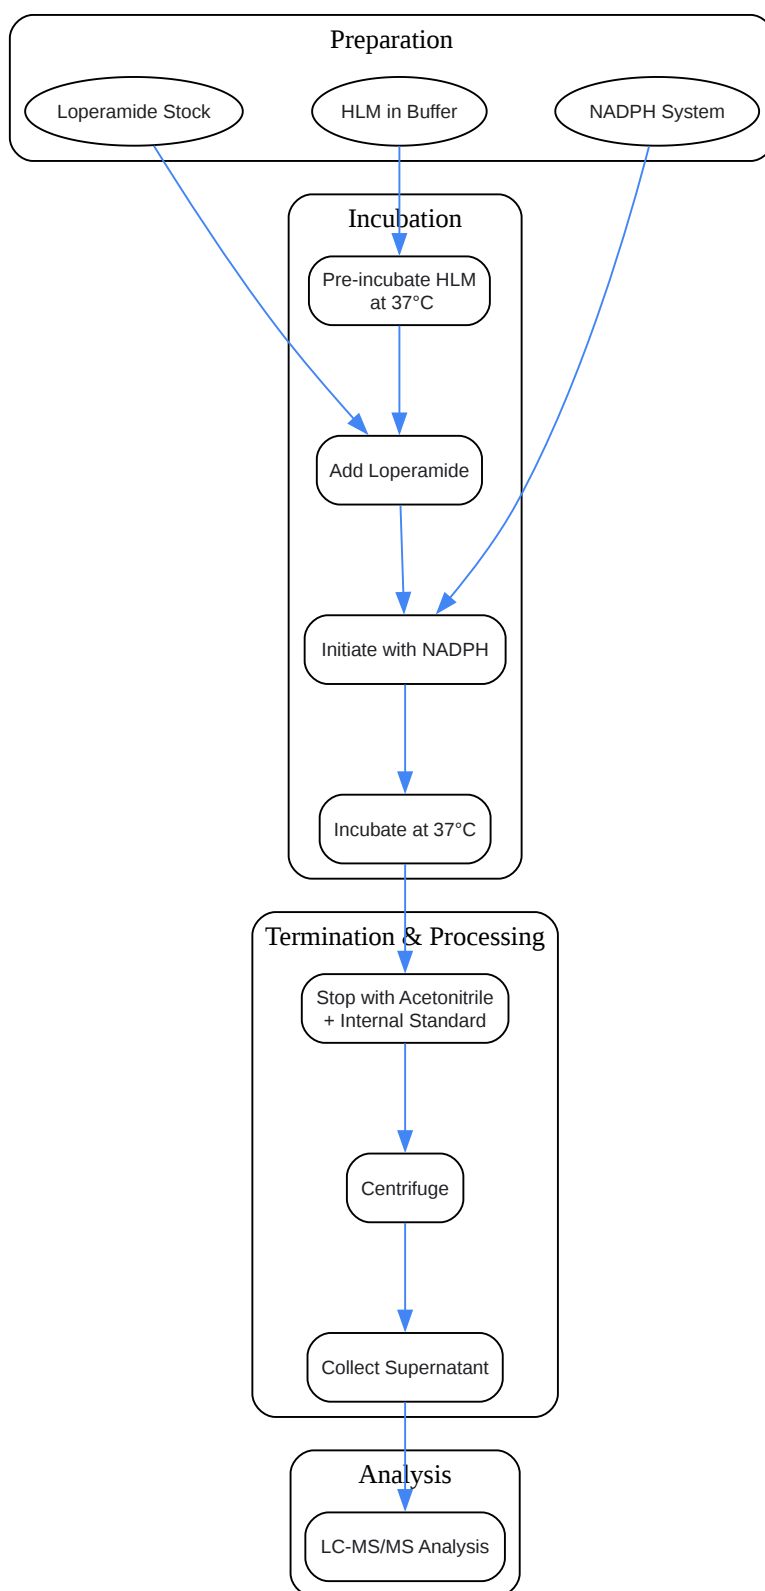 Preparation
Loperamide Stock
HLM in Buffer
NADPH System
Incubation
Pre-incubate HLM
at 37°C
Add Loperamide
Initiate with NADPH
Incubate at 37°C
Termination & Processing
Stop with Acetonitrile
+ Internal Standard
Centrifuge
Collect Supernatant
Analysis
LC-MS/MS Analysis